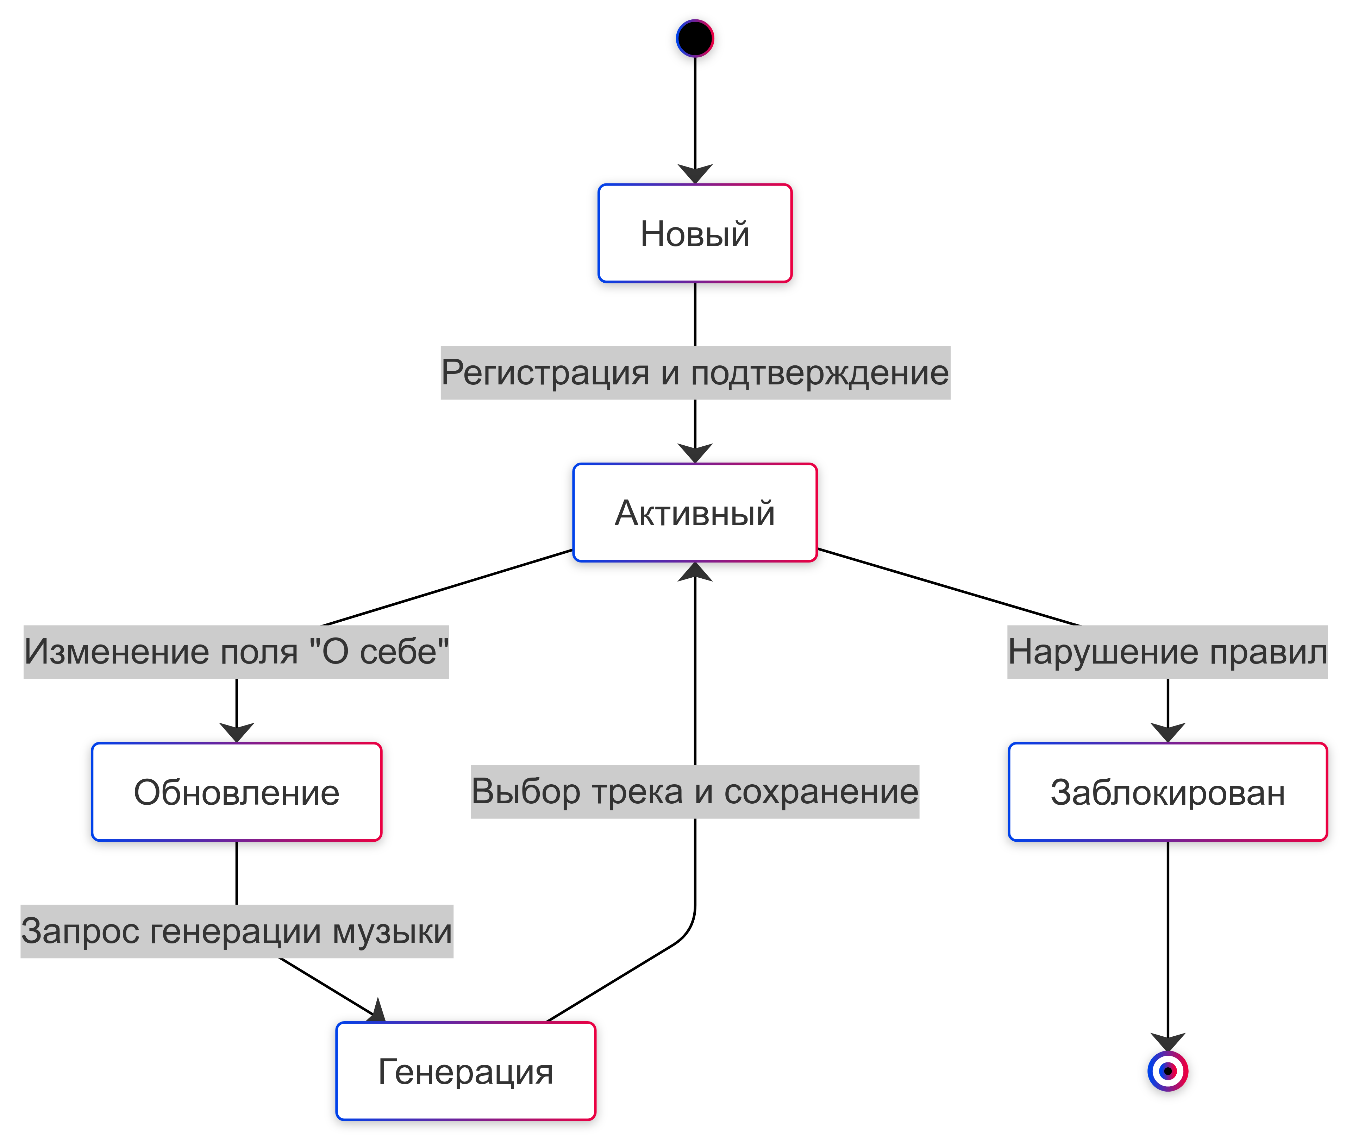 Новый
Регистрация и подтверждение
Активный
Изменение поля "О себе"
Нарушение правил
Обновление
Выбор трека и сохранение
Заблокирован
Запрос генерации музыки
Генерация